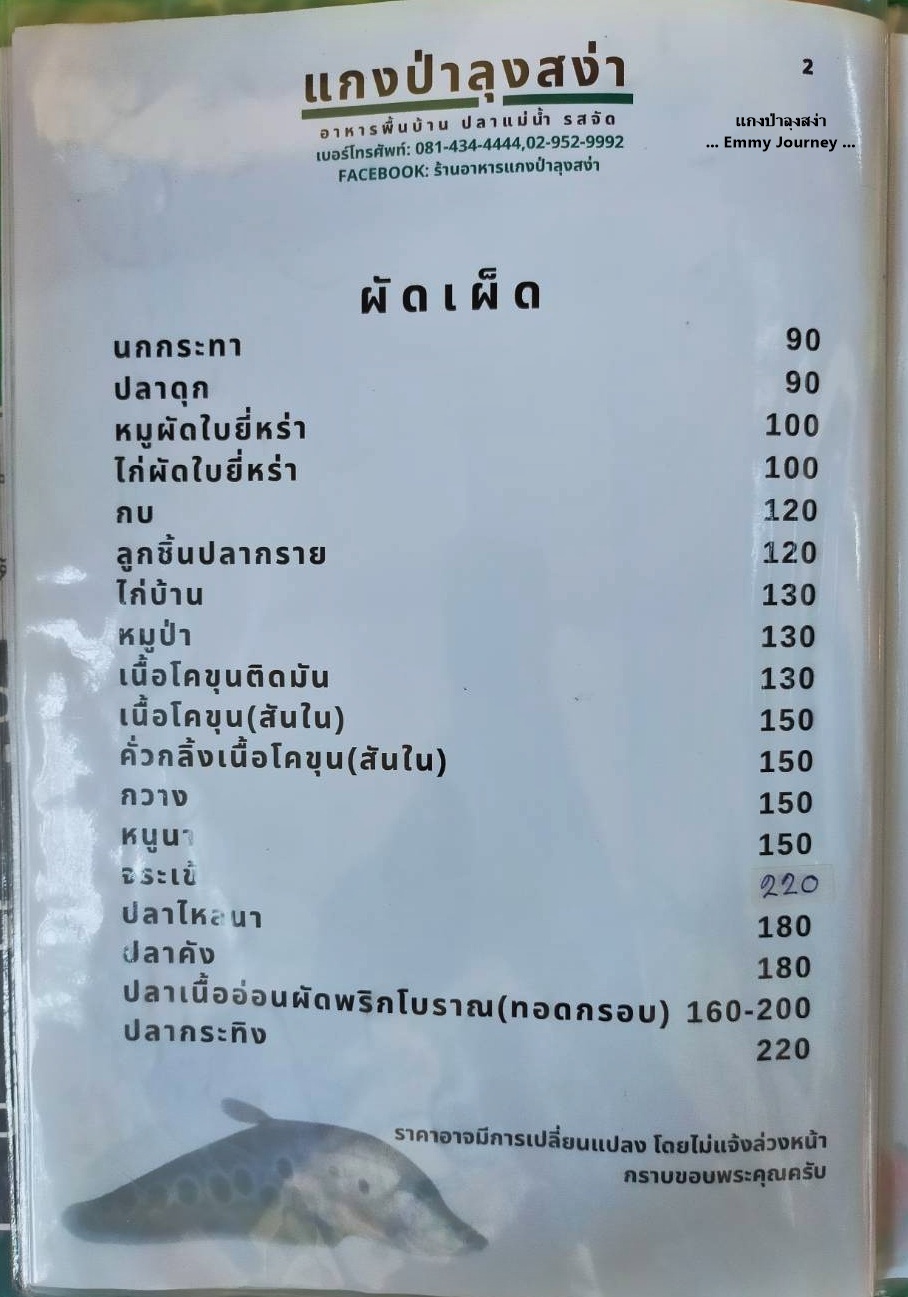 แกงป่าลุงสง่า
2
อาหารพื้นบ้าน ปลาแม่น้ำ รสจัด
เบอร์โทรศัพท์: 081-434-4444,02-952-9992
FACEBOOK: ร้านอาหารแกงป่าลุงสง่า
แกงป่าลุงสง่า
... Emmy Journey ...
ผัดเผ็ด
นกกระทา 90
ปลาดุก 90
หมูผัดใบยี่หร่า 100
ไก่ผัดใบยี่หร่า 100
กบ 120
ลูกชิ้นปลากราย 120
ไก่บ้าน 130
หมูป่า 130
เนื้อโคขุนติดมัน 130
เนื้อโคขุน(สันใน) 150
คั่วกลิ้งเนื้อโคขุน(สันใน) 150
กวาง 150
หนูนา 150
จระเข้ 220
ปลาไหลนา 180
ปลาคัง 180
ปลาเนื้ออ่อนผัดพริกโบราณ(ทอดกรอบ) 160-200
ปลากระทิง 220
ราคาอาจมีการเปลี่ยนแปลง โดยไม่แจ้งล่วงหน้า
กราบขอบพระคุณครับ